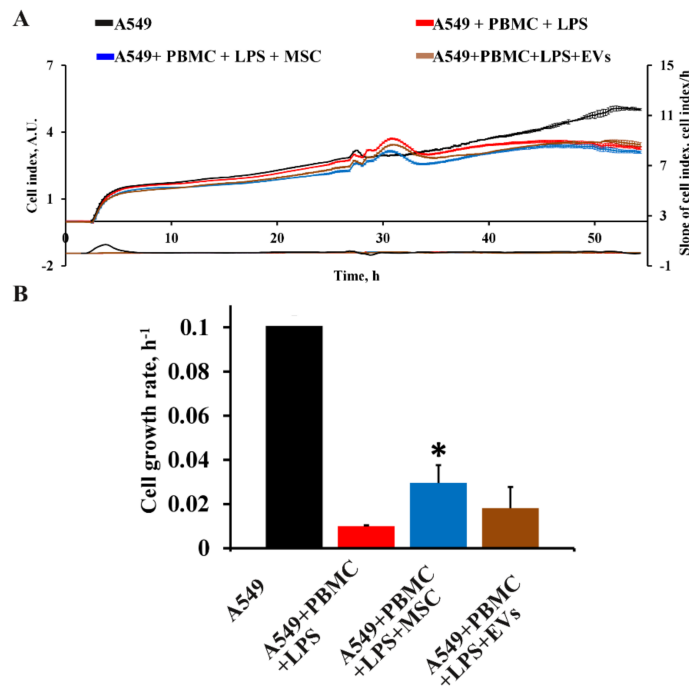 A
A549
A549 + PBMC + LPS
A549+ PBMC + LPS + MSC
A549+PBMC+LPS+EVs
Cell index, A.U.
7
4
1
-2
0
10
20
30
40
50
Time, h
15
11
7
3
-1
Slope of cell index, cell index/h
B
Cell growth rate, h-1
0.1
0.08
0.06
0.04
0.02
0
*
A549
A549+PBMC
+LPS
A549+PBMC
+LPS+MSC
A549+PBMC
+LPS+EVs